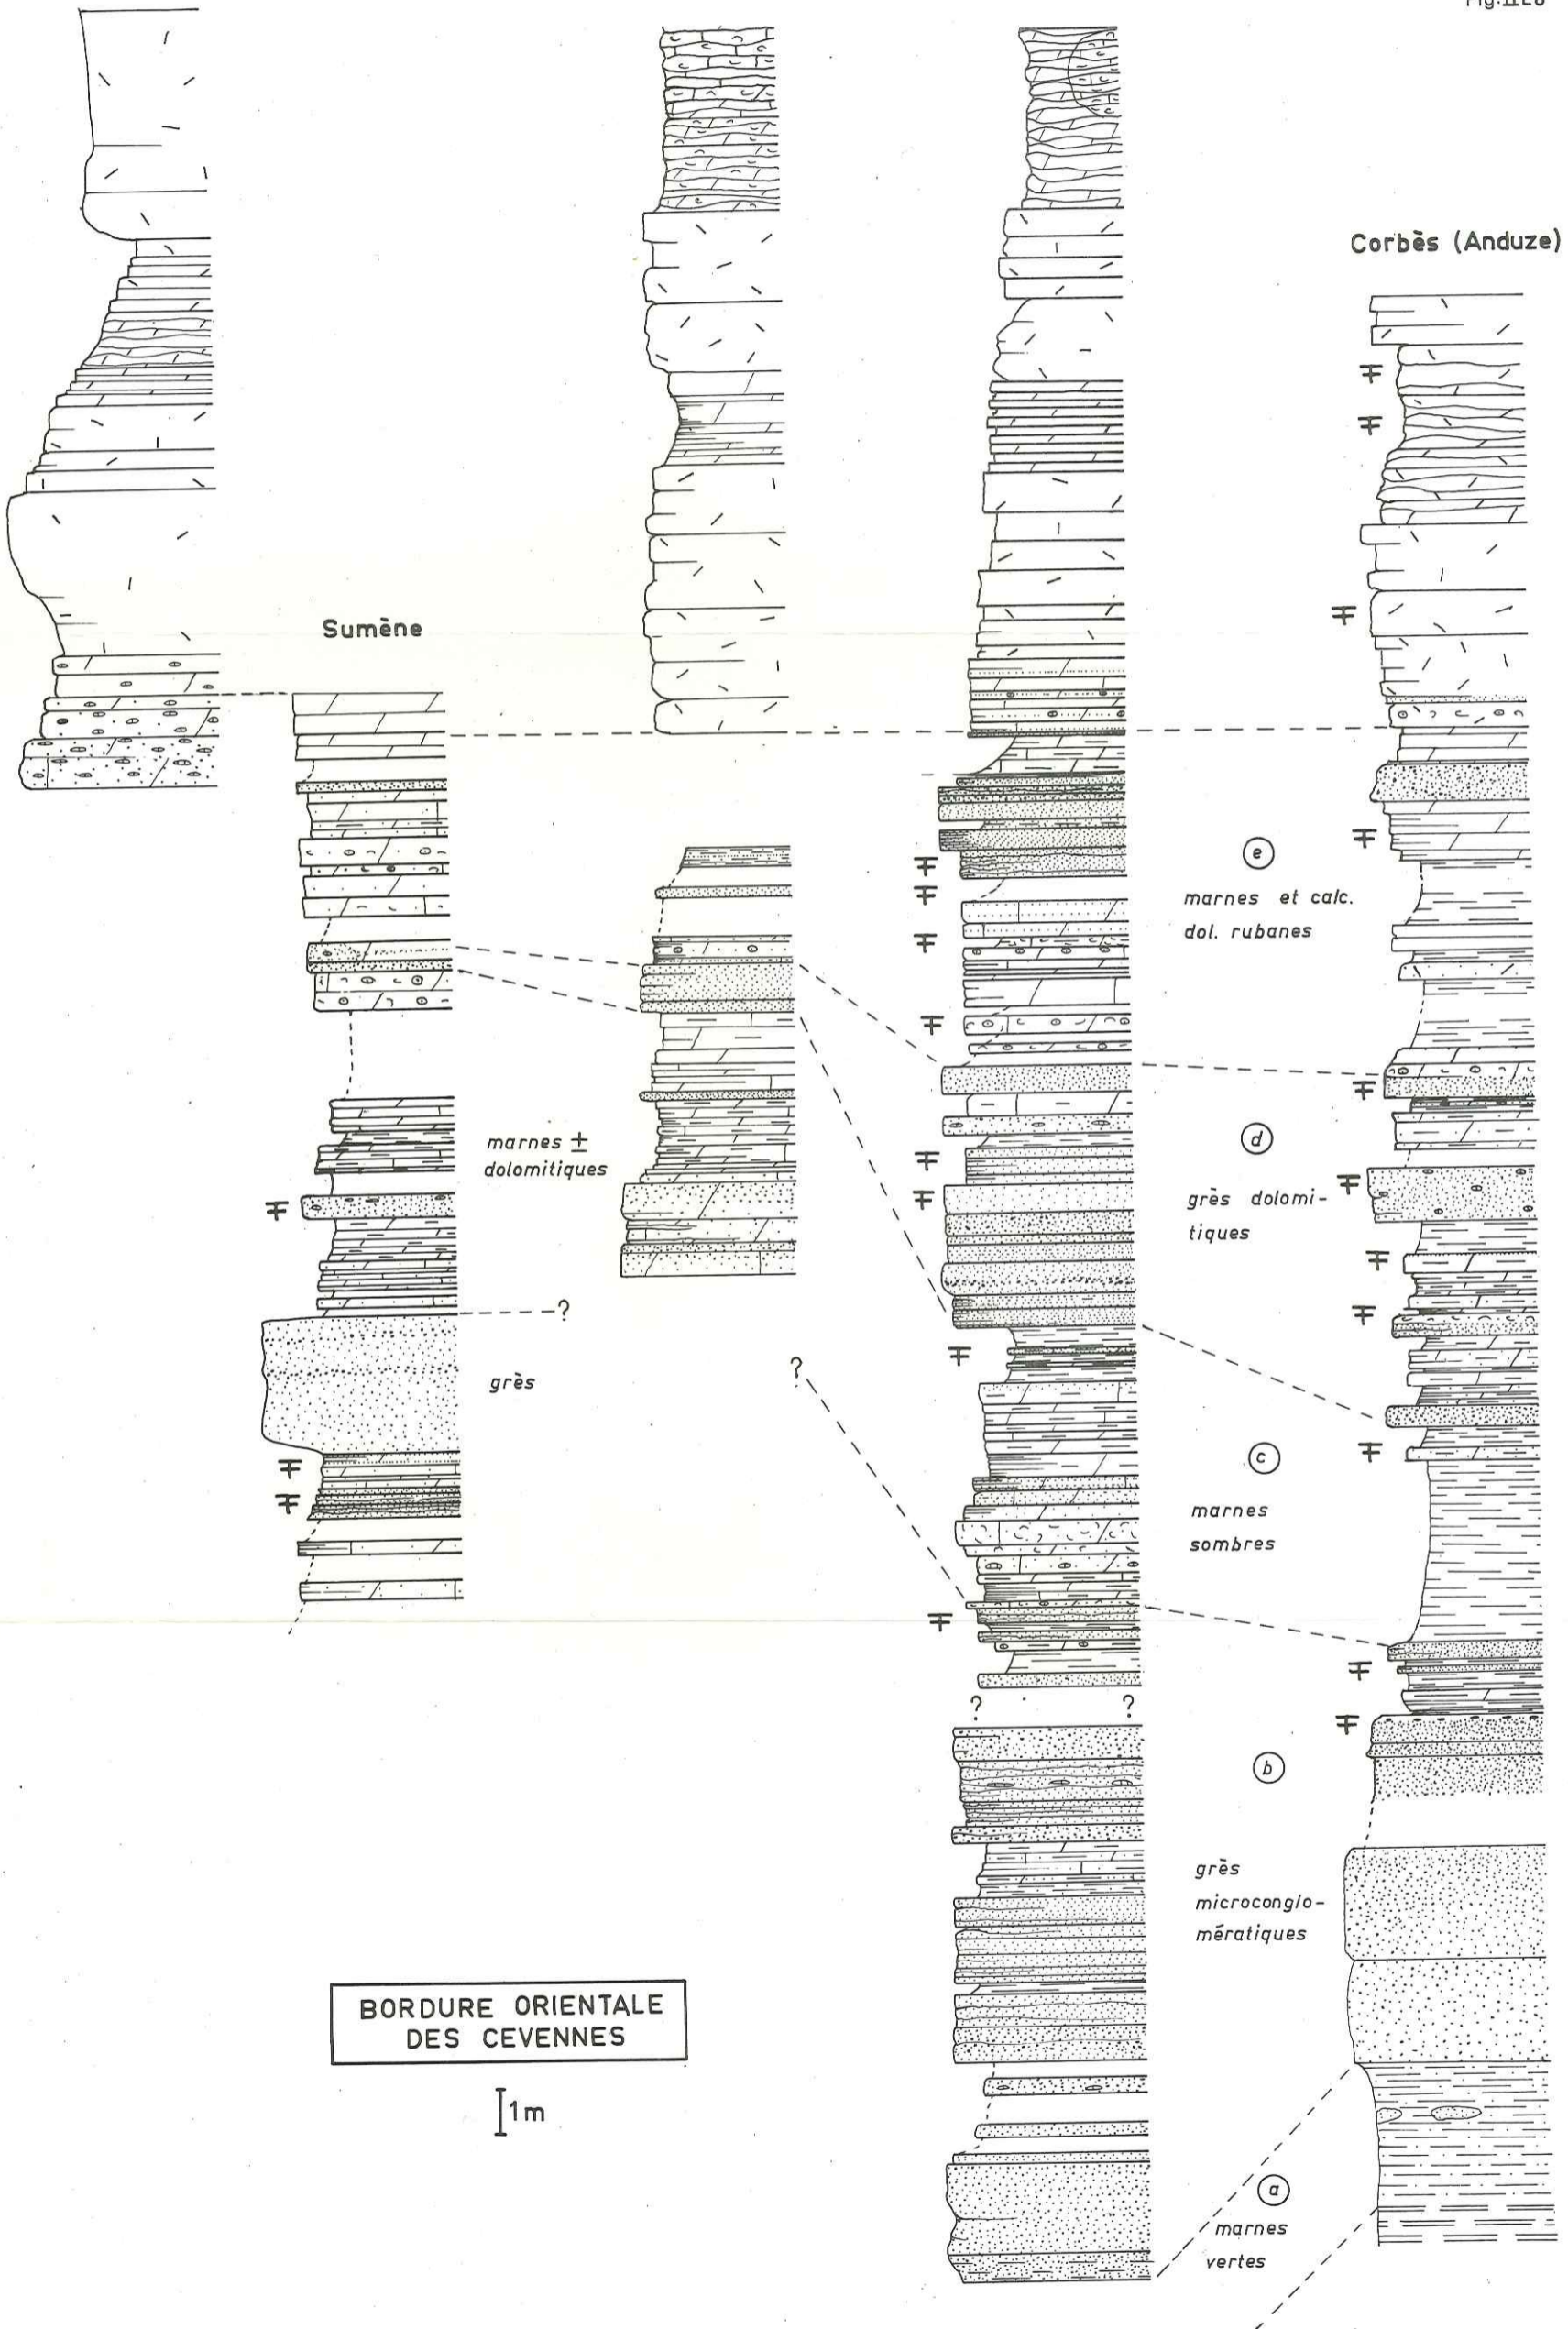 Corbès (Anduze)
Sumène
e
marnes et calc.
dol. rubanes
marnes ±
dolomitiques
d
grès dolomi-
tiques
?
grès
?
c
marnes
sombres
?
?
b
grès
microconglo-
mératiques
BORDURE ORIENTALE
DES CEVENNES
1m
a
marnes
vertes